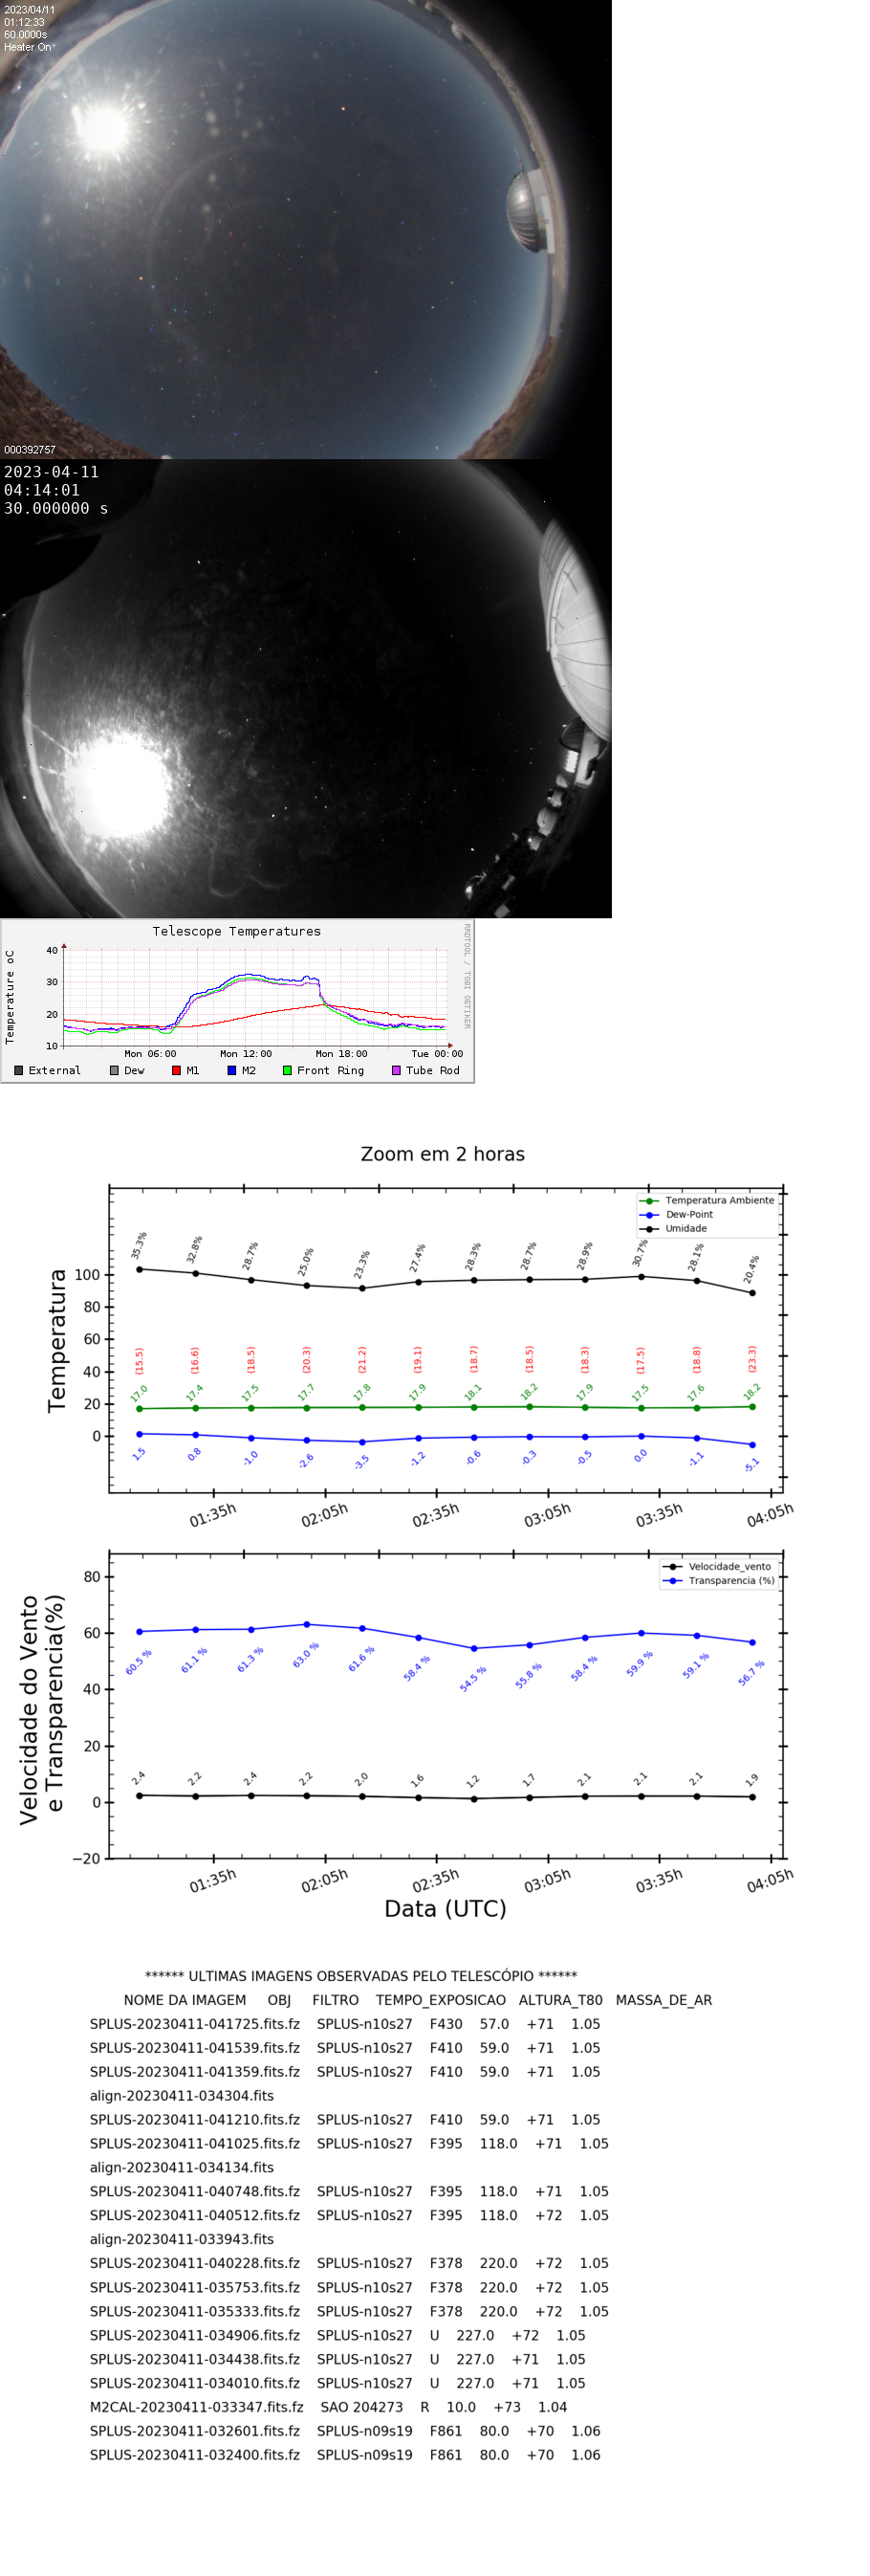 2023/04/11
01:12:33
60.0000s
Heater On*
000392757
2023-04-11
04:14:01
30.000000 s
Telescope Temperatures
RRDTOOL / TOBI OETIKER
Temperature oC
40
30
20
10
Mon 06:00 Mon 12:00 Mon 18:00 Tue 00:00
External Dew M1 M2 Front Ring Tube Rod
Zoom em 2 horas
Temperatura Ambiente
Dew-Point
Umidade
Temperatura
100
80
60
40
20
0
35.3% 32.8% 28.7% 25.0% 23.3% 27.4% 28.3% 28.7% 28.9% 30.7% 28.1% 20.4%
(15.5) (16.6) (18.5) (20.3) (21.2) (19.1) (18.7) (18.5) (18.3) (17.5) (18.8) (23.3)
17.0 17.4 17.5 17.7 17.8 17.9 18.1 18.2 17.9 17.5 17.6 18.2
1.5 0.8 -1.0 -2.6 -3.5 -1.2 -0.6 -0.3 -0.5 0.0 -1.1 -5.1
01:35h 02:05h 02:35h 03:05h 03:35h 04:05h
Velocidade_vento
Transparencia (%)
Velocidade do Vento
e Transparencia(%)
80
60
40
20
0
−20
60.5 % 61.1 % 61.3 % 63.0 % 61.6 % 58.4 % 54.5 % 55.8 % 58.4 % 59.9 % 59.1 % 56.7 %
2.4 2.2 2.4 2.2 2.0 1.6 1.2 1.7 2.1 2.1 2.1 1.9
01:35h 02:05h 02:35h 03:05h 03:35h 04:05h
Data (UTC)
****** ULTIMAS IMAGENS OBSERVADAS PELO TELESCÓPIO ******
NOME DA IMAGEM OBJ FILTRO TEMPO_EXPOSICAO ALTURA_T80 MASSA_DE_AR
SPLUS-20230411-041725.fits.fz SPLUS-n10s27 F430 57.0 +71 1.05
SPLUS-20230411-041539.fits.fz SPLUS-n10s27 F410 59.0 +71 1.05
SPLUS-20230411-041359.fits.fz SPLUS-n10s27 F410 59.0 +71 1.05
align-20230411-034304.fits
SPLUS-20230411-041210.fits.fz SPLUS-n10s27 F410 59.0 +71 1.05
SPLUS-20230411-041025.fits.fz SPLUS-n10s27 F395 118.0 +71 1.05
align-20230411-034134.fits
SPLUS-20230411-040748.fits.fz SPLUS-n10s27 F395 118.0 +71 1.05
SPLUS-20230411-040512.fits.fz SPLUS-n10s27 F395 118.0 +72 1.05
align-20230411-033943.fits
SPLUS-20230411-040228.fits.fz SPLUS-n10s27 F378 220.0 +72 1.05
SPLUS-20230411-035753.fits.fz SPLUS-n10s27 F378 220.0 +72 1.05
SPLUS-20230411-035333.fits.fz SPLUS-n10s27 F378 220.0 +72 1.05
SPLUS-20230411-034906.fits.fz SPLUS-n10s27 U 227.0 +72 1.05
SPLUS-20230411-034438.fits.fz SPLUS-n10s27 U 227.0 +71 1.05
SPLUS-20230411-034010.fits.fz SPLUS-n10s27 U 227.0 +71 1.05
M2CAL-20230411-033347.fits.fz SAO 204273 R 10.0 +73 1.04
SPLUS-20230411-032601.fits.fz SPLUS-n09s19 F861 80.0 +70 1.06
SPLUS-20230411-032400.fits.fz SPLUS-n09s19 F861 80.0 +70 1.06